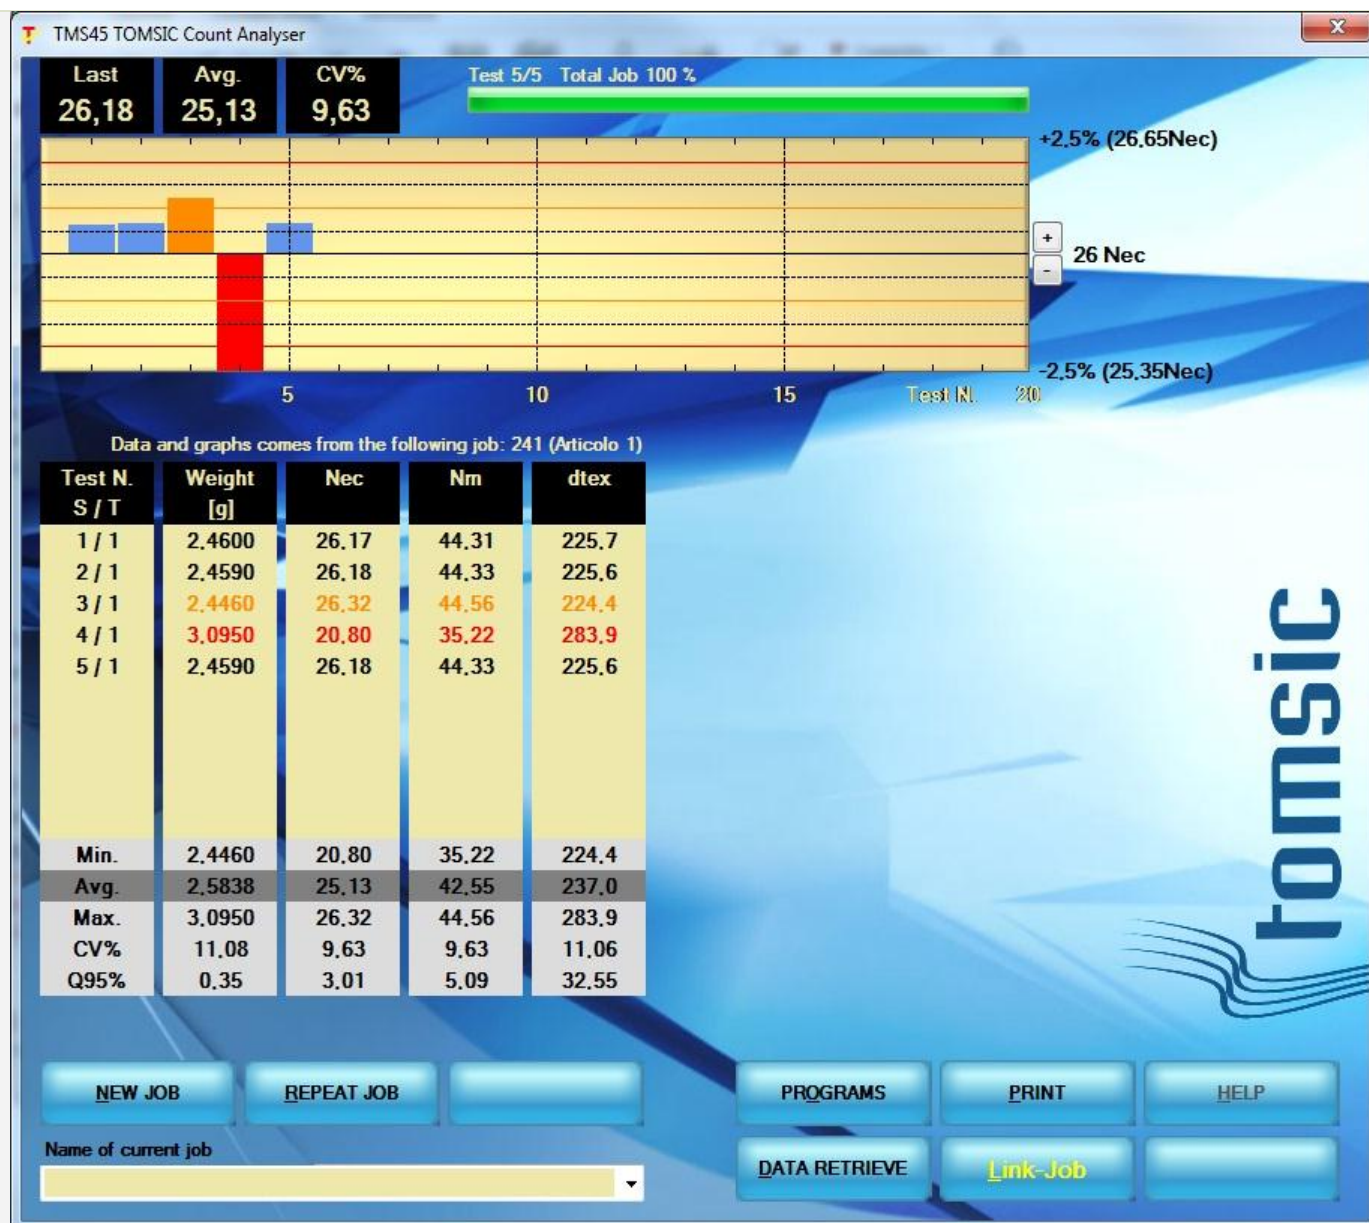 TMS45 TOMSIC Count Analyser
X
Last Avg. CV%
26,18 25,13 9,63
Test 5/5 Total Job 100 %
+2,5% (26,65Nec)
+
26 Nec
-
-2,5% (25,35Nec)
5 10 15 Test N. 20
Data and graphs comes from the following job: 241 (Articolo 1)
Test N. Weight Nec Nm dtex
S / T [g]
1 / 1 2,4600 26,17 44,31 225,7
2 / 1 2,4590 26,18 44,33 225,6
3 / 1 2,4460 26,32 44,56 224,4
4 / 1 3,0950 20,80 35,22 283,9
5 / 1 2,4590 26,18 44,33 225,6
Min. 2,4460 20,80 35,22 224,4
Avg. 2,5838 25,13 42,55 237,0
Max. 3,0950 26,32 44,56 283,9
CV% 11,08 9,63 9,63 11,06
Q95% 0,35 3,01 5,09 32,55
tomsic
NEW JOB REPEAT JOB PROGRAMS PRINT HELP
Name of current job
DATA RETRIEVE Link-Job